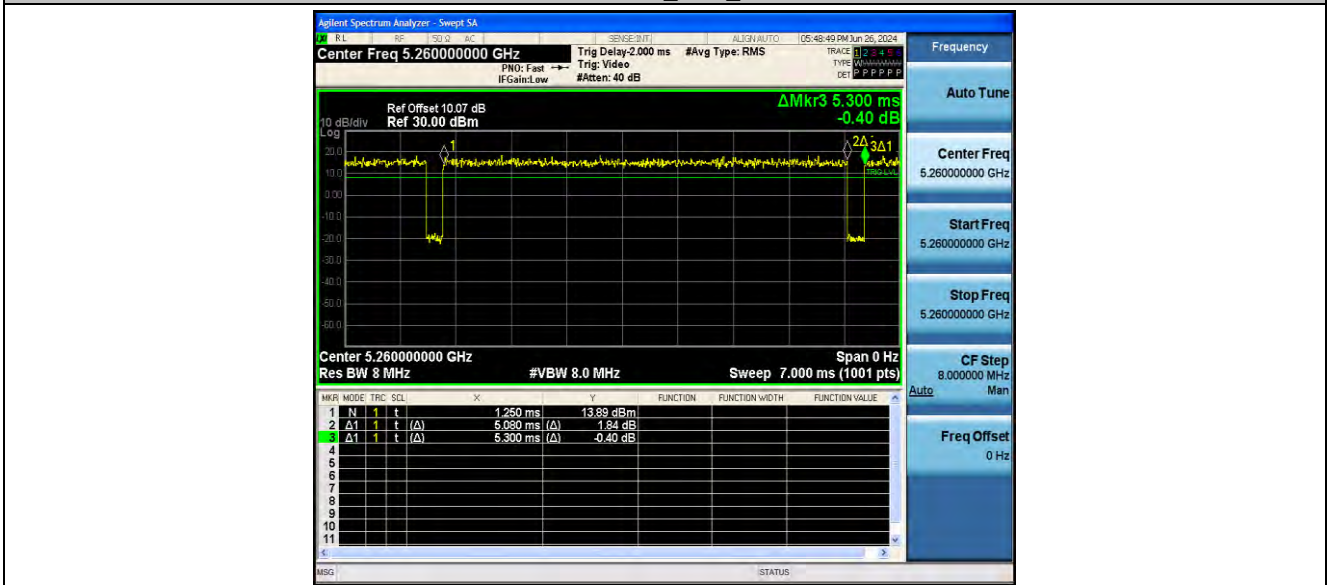 Agilent Spectrum Analyzer - Swept SA
RL RF 50 Ω AC SENSE:INT ALIGN AUTO 05:48:49 PM Jun 26, 2024
Center Freq 5.260000000 GHz
PNO: Fast
IFGain:Low
Trig Delay-2.000 ms
Trig: Video
#Atten: 40 dB
#Avg Type: RMS
TRACE 1 2 3 4 5 6
TYPE
DET P P P P P P
Ref Offset 10.07 dB
10 dB/div Ref 30.00 dBm
Log
ΔMkr3 5.300 ms
-0.40 dB
1
3Δ1
TRIG LVL
20.0
10.0
0.00
-10.0
-20.0
-30.0
-40.0
-50.0
-60.0
Center 5.260000000 GHz Span 0 Hz
Res BW 8 MHz #VBW 8.0 MHz Sweep 7.000 ms (1001 pts)
MKR MODE TRC SCL X Y FUNCTION FUNCTION WIDTH FUNCTION VALUE
1 N 1 t 1.250 ms 13.89 dBm
2 Δ1 1 t (Δ) 5.080 ms (Δ) 1.84 dB
3 Δ1 1 t (Δ) 5.300 ms (Δ) -0.40 dB
4
5
6
7
8
9
10
11
MSG STATUS
Frequency
Auto Tune
Center Freq
5.260000000 GHz
Start Freq
5.260000000 GHz
Stop Freq
5.260000000 GHz
CF Step
8.000000 MHz
Auto Man
Freq Offset
0 Hz